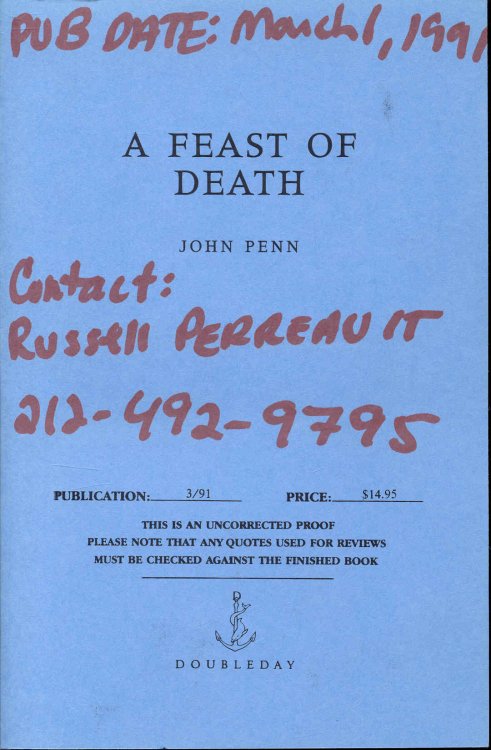 PUB DATE: March 1, 1991
A FEAST OF
DEATH
JOHN PENN
Contact:
Russell PERREAULT
212-492-9795
PUBLICATION: 3/91 PRICE: $14.95
THIS IS AN UNCORRECTED PROOF
PLEASE NOTE THAT ANY QUOTES USED FOR REVIEWS
MUST BE CHECKED AGAINST THE FINISHED BOOK
D
DOUBLEDAY